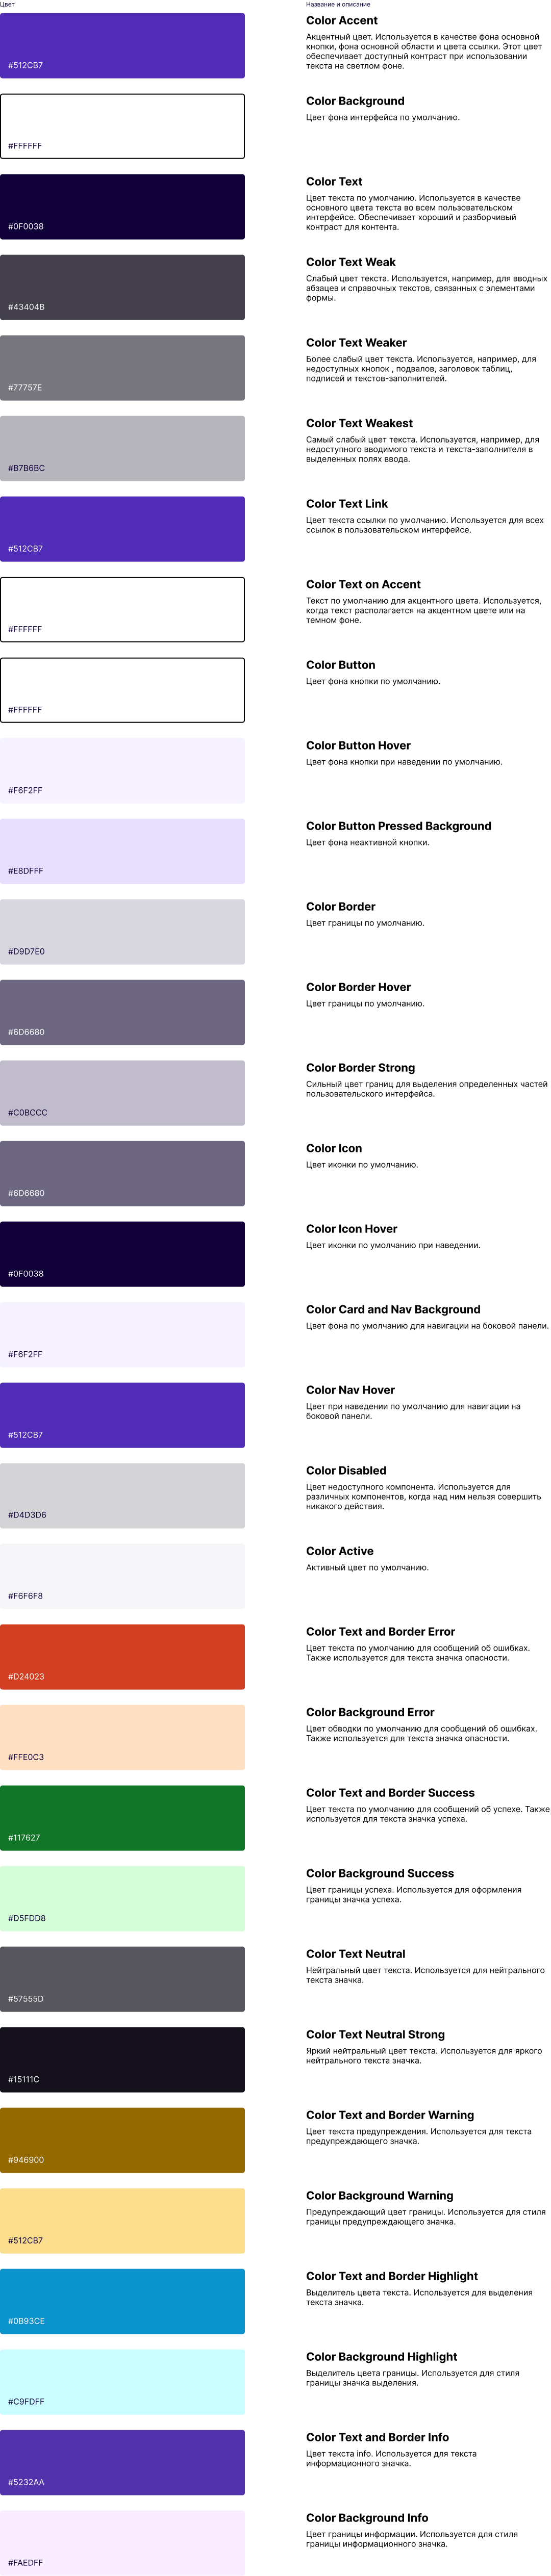 Цвет
Название и описание
Color Accent
Акцентный цвет. Используется в качестве фона основной
кнопки, фона основной области и цвета ссылки. Этот цвет
обеспечивает доступный контраст при использовании
текста на светлом фоне.
#512CB7
Color Background
Цвет фона интерфейса по умолчанию.
#FFFFFF
Color Text
Цвет текста по умолчанию. Используется в качестве
основного цвета текста во всем пользовательском
интерфейсе. Обеспечивает хороший и разборчивый
контраст для контента.
#0F0038
Color Text Weak
Слабый цвет текста. Используется, например, для вводных
абзацев и справочных текстов, связанных с элементами
формы.
#43404B
Color Text Weaker
Более слабый цвет текста. Используется, например, для
недоступных кнопок , подвалов, заголовок таблиц,
подписей и текстов-заполнителей.
#77757E
Color Text Weakest
Самый слабый цвет текста. Используется, например, для
недоступного вводимого текста и текста-заполнителя в
выделенных полях ввода.
#B7B6BC
Color Text Link
Цвет текста ссылки по умолчанию. Используется для всех
ссылок в пользовательском интерфейсе.
#512CB7
Color Text on Accent
Текст по умолчанию для акцентного цвета. Используется,
когда текст располагается на акцентном цвете или на
темном фоне.
#FFFFFF
Color Button
Цвет фона кнопки по умолчанию.
#FFFFFF
Color Button Hover
Цвет фона кнопки при наведении по умолчанию.
#F6F2FF
Color Button Pressed Background
Цвет фона неактивной кнопки.
#E8DFFF
Color Border
Цвет границы по умолчанию.
#D9D7E0
Color Border Hover
Цвет границы по умолчанию.
#6D6680
Color Border Strong
Сильный цвет границ для выделения определенных частей
пользовательского интерфейса.
#C0BCCC
Color Icon
Цвет иконки по умолчанию.
#6D6680
Color Icon Hover
Цвет иконки по умолчанию при наведении.
#0F0038
Color Card and Nav Background
Цвет фона по умолчанию для навигации на боковой панели.
#F6F2FF
Color Nav Hover
Цвет при наведении по умолчанию для навигации на
боковой панели.
#512CB7
Color Disabled
Цвет недоступного компонента. Используется для
различных компонентов, когда над ним нельзя совершить
никакого действия.
#D4D3D6
Color Active
Активный цвет по умолчанию.
#F6F6F8
Color Text and Border Error
Цвет текста по умолчанию для сообщений об ошибках.
Также используется для текста значка опасности.
#D24023
Color Background Error
Цвет обводки по умолчанию для сообщений об ошибках.
Также используется для текста значка опасности.
#FFE0C3
Color Text and Border Success
Цвет текста по умолчанию для сообщений об успехе. Также
используется для текста значка успеха.
#117627
Color Background Success
Цвет границы успеха. Используется для оформления
границы значка успеха.
#D5FDD8
Color Text Neutral
Нейтральный цвет текста. Используется для нейтрального
текста значка.
#57555D
Color Text Neutral Strong
Яркий нейтральный цвет текста. Используется для яркого
нейтрального текста значка.
#15111C
Color Text and Border Warning
Цвет текста предупреждения. Используется для текста
предупреждающего значка.
#946900
Color Background Warning
Предупреждающий цвет границы. Используется для стиля
границы предупреждающего значка.
#512CB7
Color Text and Border Highlight
Выделитель цвета текста. Используется для выделения
текста значка.
#0B93CE
Color Background Highlight
Выделитель цвета границы. Используется для стиля
границы значка выделения.
#C9FDFF
Color Text and Border Info
Цвет текста info. Используется для текста
информационного значка.
#5232AA
Color Background Info
Цвет границы информации. Используется для стиля
границы информационного значка.
#FAEDFF